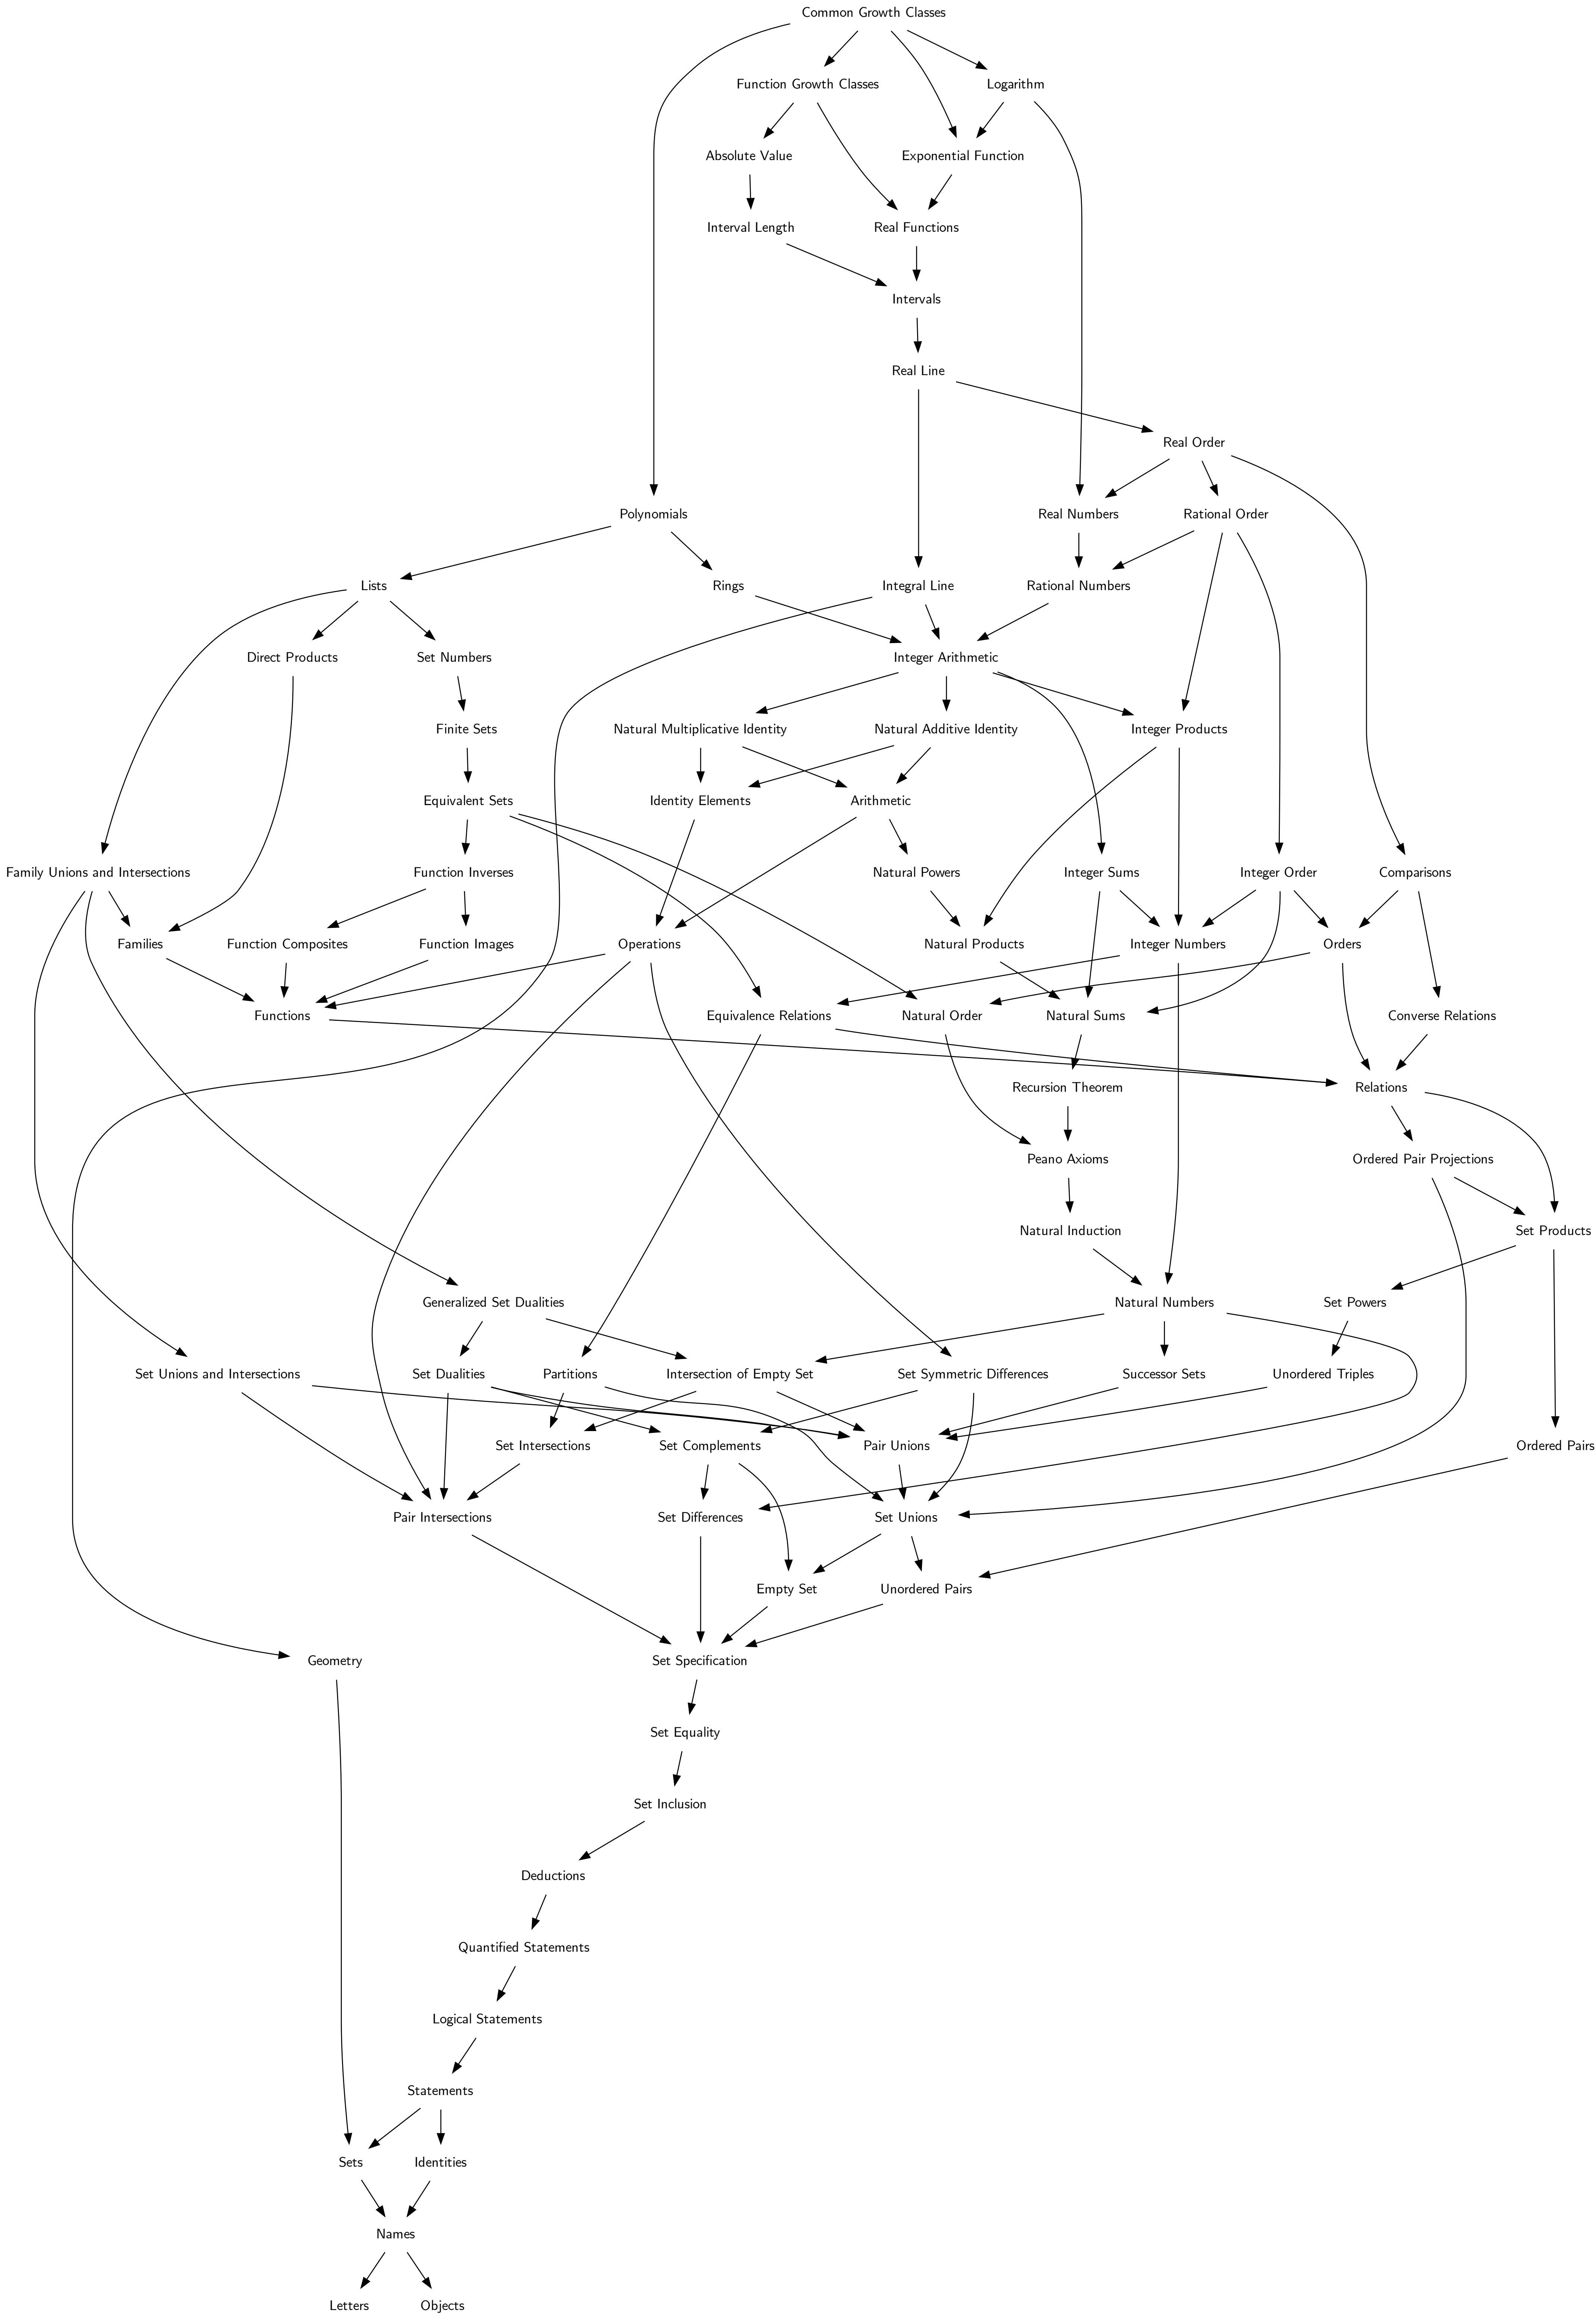 Common Growth Classes
Function Growth Classes
Logarithm
Absolute Value
Exponential Function
Interval Length
Real Functions
Intervals
Real Line
Real Order
Polynomials
Real Numbers
Rational Order
Lists
Rings
Integral Line
Rational Numbers
Direct Products
Set Numbers
Integer Arithmetic
Finite Sets
Natural Multiplicative Identity
Natural Additive Identity
Integer Products
Equivalent Sets
Identity Elements
Arithmetic
Family Unions and Intersections
Function Inverses
Natural Powers
Integer Sums
Integer Order
Comparisons
Families
Function Composites
Function Images
Operations
Natural Products
Integer Numbers
Orders
Functions
Equivalence Relations
Natural Order
Natural Sums
Converse Relations
Recursion Theorem
Relations
Peano Axioms
Ordered Pair Projections
Natural Induction
Set Products
Generalized Set Dualities
Natural Numbers
Set Powers
Set Unions and Intersections
Set Dualities
Partitions
Intersection of Empty Set
Set Symmetric Differences
Successor Sets
Unordered Triples
Set Intersections
Set Complements
Pair Unions
Ordered Pairs
Pair Intersections
Set Differences
Set Unions
Empty Set
Unordered Pairs
Geometry
Set Specification
Set Equality
Set Inclusion
Deductions
Quantified Statements
Logical Statements
Statements
Sets
Identities
Names
Letters
Objects